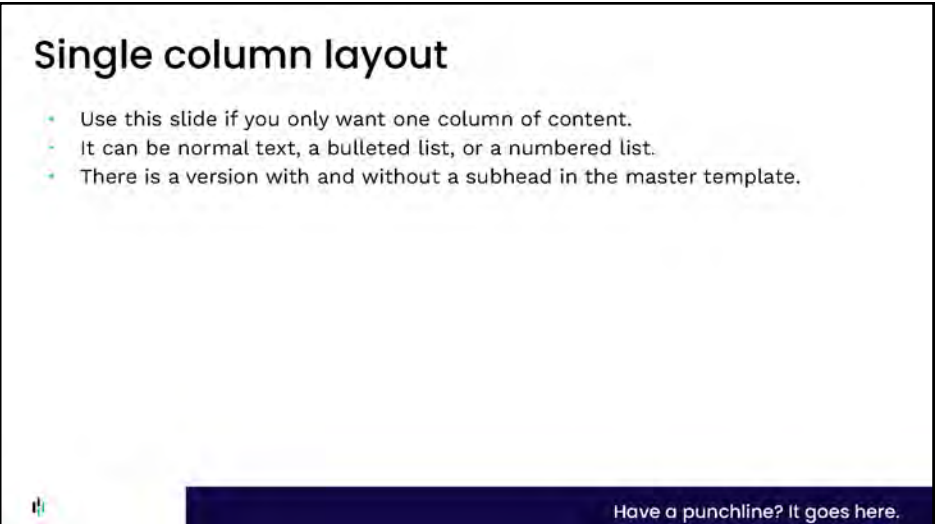 Single column layout
Use this slide if you only want one column of content.
It can be normal text, a bulleted list, or a numbered list.
There is a version with and without a subhead in the master template.
Have a punchline? It goes here.